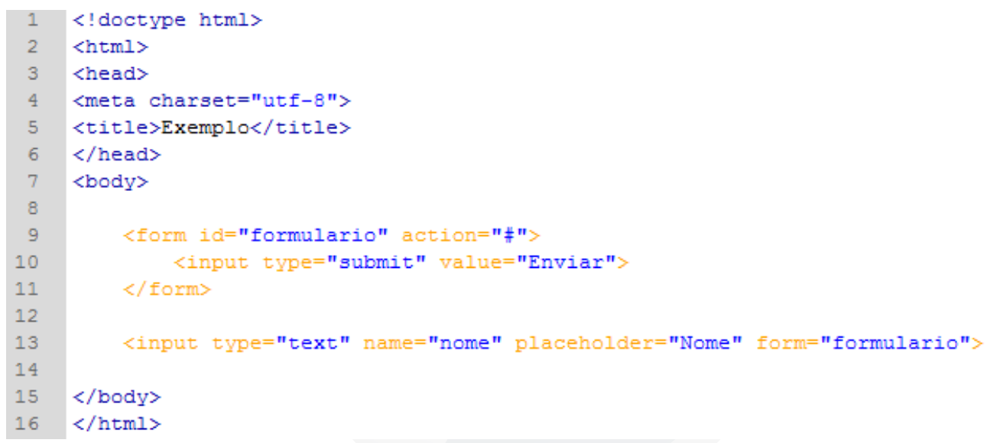 1 <!doctype html>
2 <html>
3 <head>
4 <meta charset="utf-8">
5 <title>Exemplo</title>
6 </head>
7 <body>
8
9 <form id="formulario" action="#">
10 <input type="submit" value="Enviar">
11 </form>
12
13 <input type="text" name="nome" placeholder="Nome" form="formulario">
14
15 </body>
16 </html>